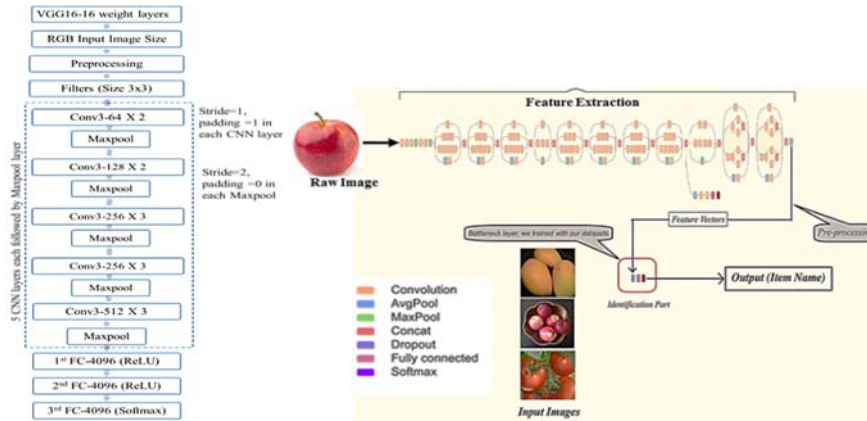 VGG16-16 weight layers
RGB Input Image Size
Preprocessing
Filters (Size 3x3)
5 CNN layers each followed by Maxpool layer
Conv3-64 X 2
Maxpool
Conv3-128 X 2
Maxpool
Conv3-256 X 3
Maxpool
Conv3-256 X 3
Maxpool
Conv3-512 X 3
Maxpool
1st FC-4096 (ReLU)
2nd FC-4096 (ReLU)
3rd FC-4096 (Softmax)
Stride=1,
padding =1 in
each CNN layer
Stride=2,
padding =0 in
each Maxpool
Raw Image
Feature Extraction
Feature Vectors
Pre-processin
Bottleneck layer, we trained with our datasets
Identification Part
Output (Item Name)
Convolution
AvgPool
MaxPool
Concat
Dropout
Fully connected
Softmax
Input Images